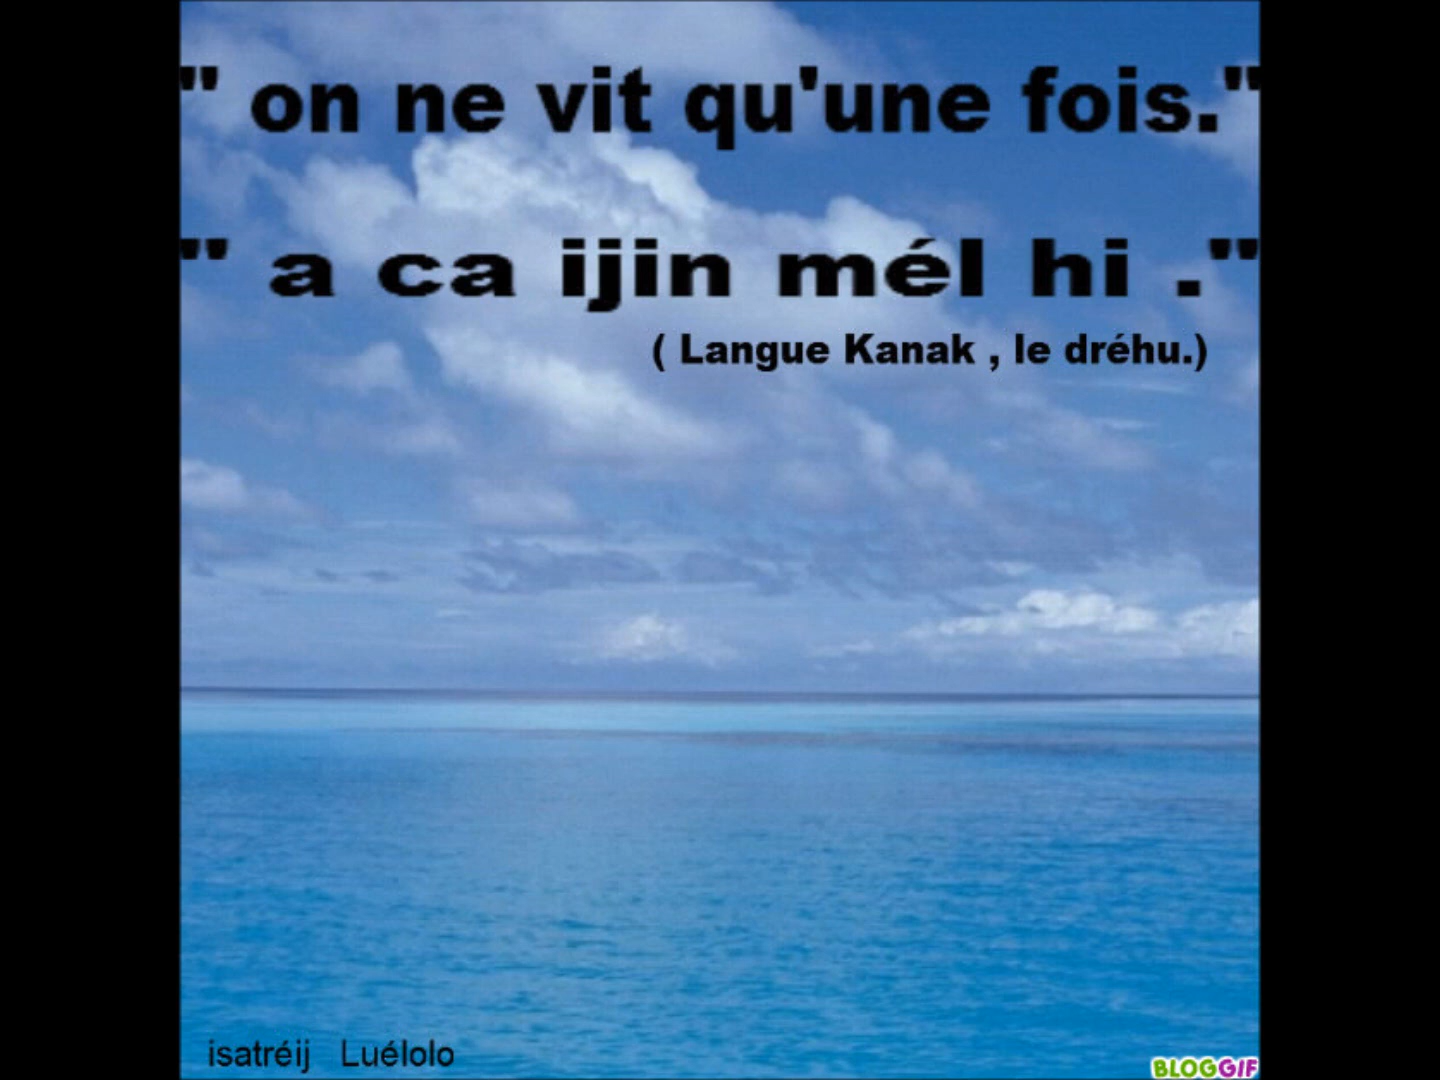 " on ne vit qu'une fois."
" a ca ijin mél hi ."
( Langue Kanak , le dréhu.)
isatréij Luélolo
BLOGGIF